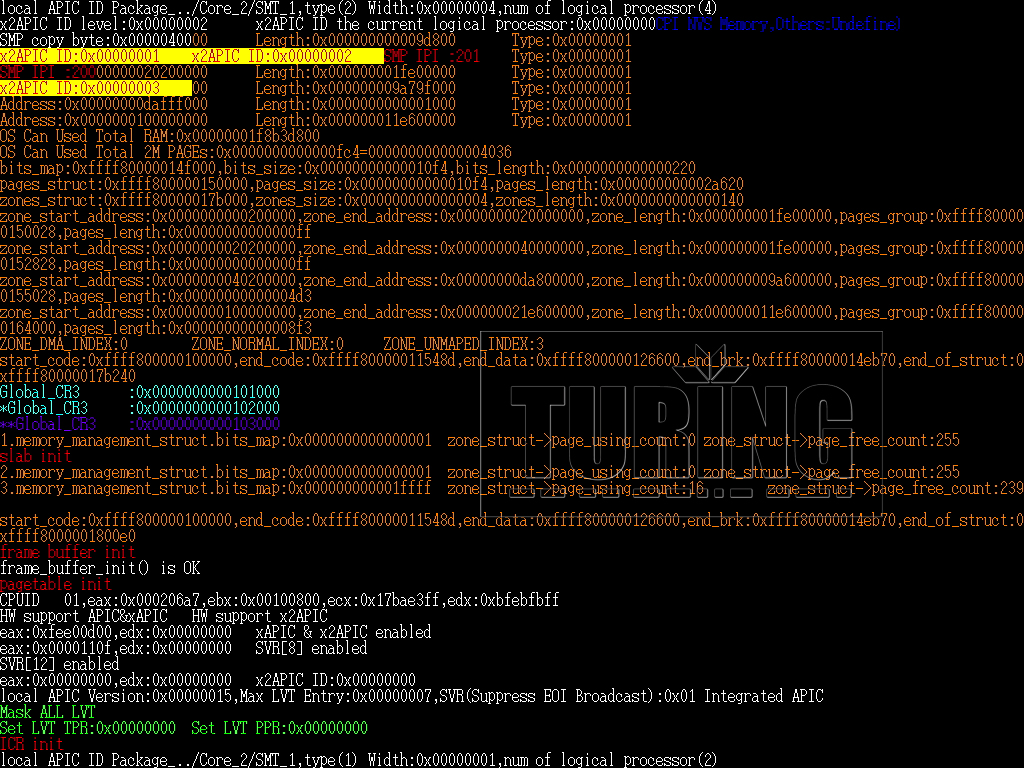 local APIC ID Package_../Core_2/SMT_1,type(2) Width:0x00000004,num of logical processor(4)
x2APIC ID level:0x00000002      x2APIC ID the current logical processor:0x00000000CPI NVS Memory,Others:Undefine)
SMP copy byte:0x0000040000      Length:0x000000000009d800       Type:0x00000001
x2APIC ID:0x00000001    x2APIC ID:0x00000002    SMP IPI :201    Type:0x00000001
SMP IPI :200000000020200000      Length:0x000000001fe00000       Type:0x00000001
x2APIC ID:0x00000003    00      Length:0x000000009a79f000       Type:0x00000001
Address:0x00000000dafff000      Length:0x0000000000001000       Type:0x00000001
Address:0x0000000100000000      Length:0x000000011e600000       Type:0x00000001
OS Can Used Total RAM:0x00000001f8b3d800
OS Can Used Total 2M PAGEs:0x0000000000000fc4=0000000000000004036
bits_map:0xffff80000014f000,bits_size:0x00000000000010f4,bits_length:0x0000000000000220
pages_struct:0xffff800000150000,pages_size:0x00000000000010f4,pages_length:0x000000000002a620
zones_struct:0xffff80000017b000,zones_size:0x0000000000000004,zones_length:0x0000000000000140
zone_start_address:0x0000000000200000,zone_end_address:0x0000000020000000,zone_length:0x000000001fe00000,pages_group:0xffff80000
0150028,pages_length:0x00000000000000ff
zone_start_address:0x0000000020200000,zone_end_address:0x0000000040000000,zone_length:0x000000001fe00000,pages_group:0xffff80000
0152828,pages_length:0x00000000000000ff
zone_start_address:0x0000000040200000,zone_end_address:0x00000000da800000,zone_length:0x000000009a600000,pages_group:0xffff80000
0155028,pages_length:0x00000000000004d3
zone_start_address:0x0000000100000000,zone_end_address:0x000000021e600000,zone_length:0x000000011e600000,pages_group:0xffff80000
0164000,pages_length:0x00000000000008f3
ZONE_DMA_INDEX:0        ZONE_NORMAL_INDEX:0     ZONE_UNMAPED_INDEX:3
start_code:0xffff800000100000,end_code:0xffff80000011548d,end_data:0xffff800000126600,end_brk:0xffff80000014eb70,end_of_struct:0
xffff80000017b240
Global_CR3      :0x0000000000101000
*Global_CR3     :0x0000000000102000
**Global_CR3    :0x0000000000103000
TURING
1.memory_management_struct.bits_map:0x0000000000000001  zone_struct->page_using_count:0 zone_struct->page_free_count:255
slab init
2.memory_management_struct.bits_map:0x0000000000000001  zone_struct->page_using_count:0 zone_struct->page_free_count:255
3.memory_management_struct.bits_map:0x000000000001ffff  zone_struct->page_using_count:16        zone_struct->page_free_count:239
start_code:0xffff800000100000,end_code:0xffff80000011548d,end_data:0xffff800000126600,end_brk:0xffff80000014eb70,end_of_struct:0
xffff8000001800e0
frame buffer init
frame_buffer_init() is OK
pagetable init
CPUID   01,eax:0x000206a7,ebx:0x00100800,ecx:0x17bae3ff,edx:0xbfebfbff
HW support APIC&xAPIC   HW support x2APIC
eax:0xfee00d00,edx:0x00000000   xAPIC & x2APIC enabled
eax:0x0000110f,edx:0x00000000   SVR[8] enabled
SVR[12] enabled
eax:0x00000000,edx:0x00000000   x2APIC ID:0x00000000
local APIC Version:0x00000015,Max LVT Entry:0x00000007,SVR(Suppress EOI Broadcast):0x01 Integrated APIC
Mask ALL LVT
Set LVT TPR:0x00000000  Set LVT PPR:0x00000000
ICR init
local APIC ID Package_../Core_2/SMT_1,type(1) Width:0x00000001,num of logical processor(2)